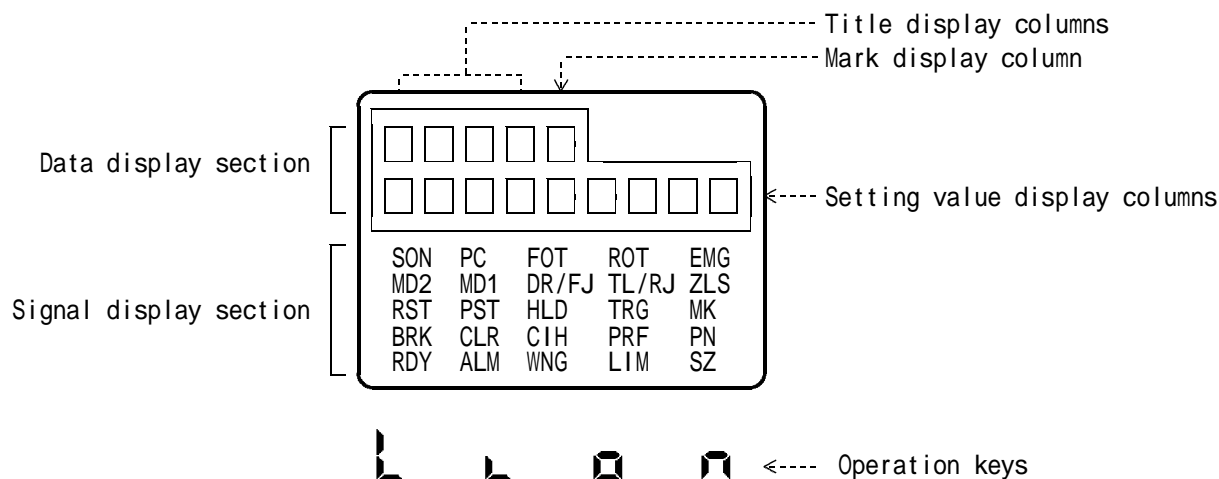 Title display columns
Mark display column
Data display section
Setting value display columns
Signal display section
SON PC FOT ROT EMG
MD2 MD1 DR/FJ TL/RJ ZLS
RST PST HLD TRG MK
BRK CLR CIH PRF PN
RDY ALM WNG LIM SZ
Operation keys